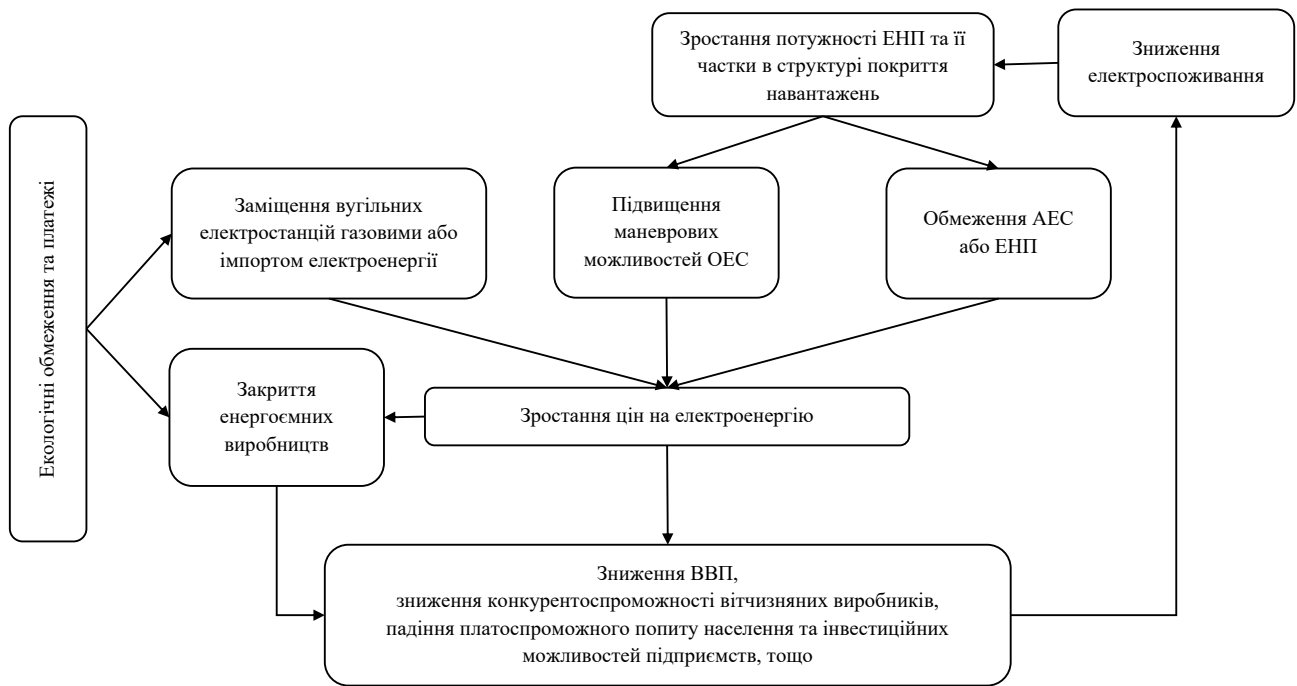 Зростання потужності ЕНП та її
частки в структурі покриття
навантажень
Зниження
електроспоживання
Екологічні обмеження та платежі
Заміщення вугільних
електростанцій газовими або
імпортом електроенергії
Підвищення
маневрових
можливостей ОЕС
Обмеження АЕС
або ЕНП
Закриття
енергоємних
виробництв
Зростання цін на електроенергію
Зниження ВВП,
зниження конкурентоспроможності вітчизняних виробників,
падіння платоспроможного попиту населення та інвестиційних
можливостей підприємств, тощо